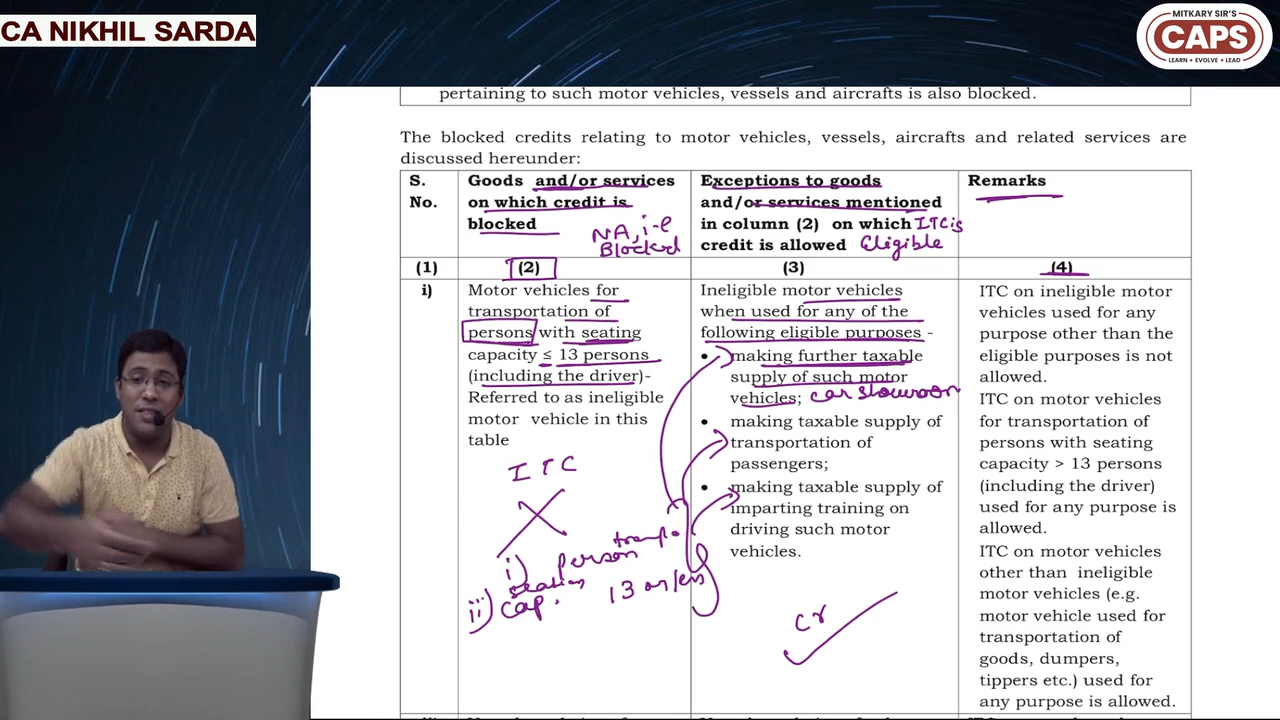 CA NIKHIL SARDA
MITKARY SIR'S
CAPS
LEARN • EVOLVE • LEAD
pertaining to such motor vehicles, vessels and aircrafts is also blocked.
The blocked credits relating to motor vehicles, vessels, aircrafts and related services are
discussed hereunder:
S.
No.
Goods and/or services
on which credit is
blocked
NA, i-e
Blocked
Exceptions to goods
and/or services mentioned
in column (2) on which
credit is allowed
ITC is
Eligible
Remarks
(1)
(2)
(3)
(4)
i)
Motor vehicles for
transportation of
persons with seating
capacity ≤ 13 persons
(including the driver)-
Referred to as ineligible
motor vehicle in this
table
ITC
i) person
ii) seating
cap.
13 or less
Ineligible motor vehicles
when used for any of the
following eligible purposes -
• making further taxable
supply of such motor
vehicles; car showroom
• making taxable supply of
transportation of
passengers;
• making taxable supply of
imparting training on
driving such motor
vehicles.
cr
ITC on ineligible motor
vehicles used for any
purpose other than the
eligible purposes is not
allowed.
ITC on motor vehicles
for transportation of
persons with seating
capacity > 13 persons
(including the driver)
used for any purpose is
allowed.
ITC on motor vehicles
other than ineligible
motor vehicles (e.g.
motor vehicle used for
transportation of
goods, dumpers,
tippers etc.) used for
any purpose is allowed.